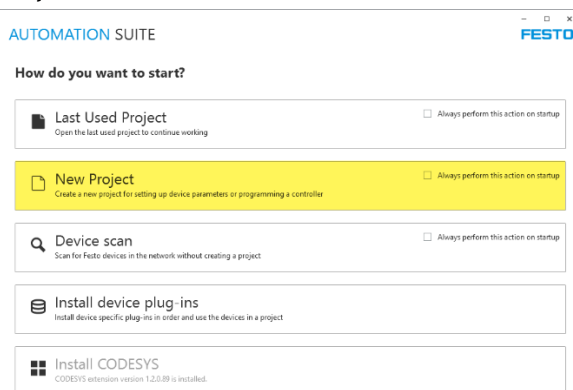 AUTOMATION SUITE
FESTO
How do you want to start?
Last Used Project
Always perform this action on startup
Open the last used project to continue working
New Project
Always perform this action on startup
Create a new project for setting up device parameters or programming a controller
Device scan
Always perform this action on startup
Scan for Festo devices in the network without creating a project
Install device plug-ins
Install device specific plug-ins in order and use the devices in a project
Install CODESYS
CODESYS extension version 1.2.0.89 is installed.